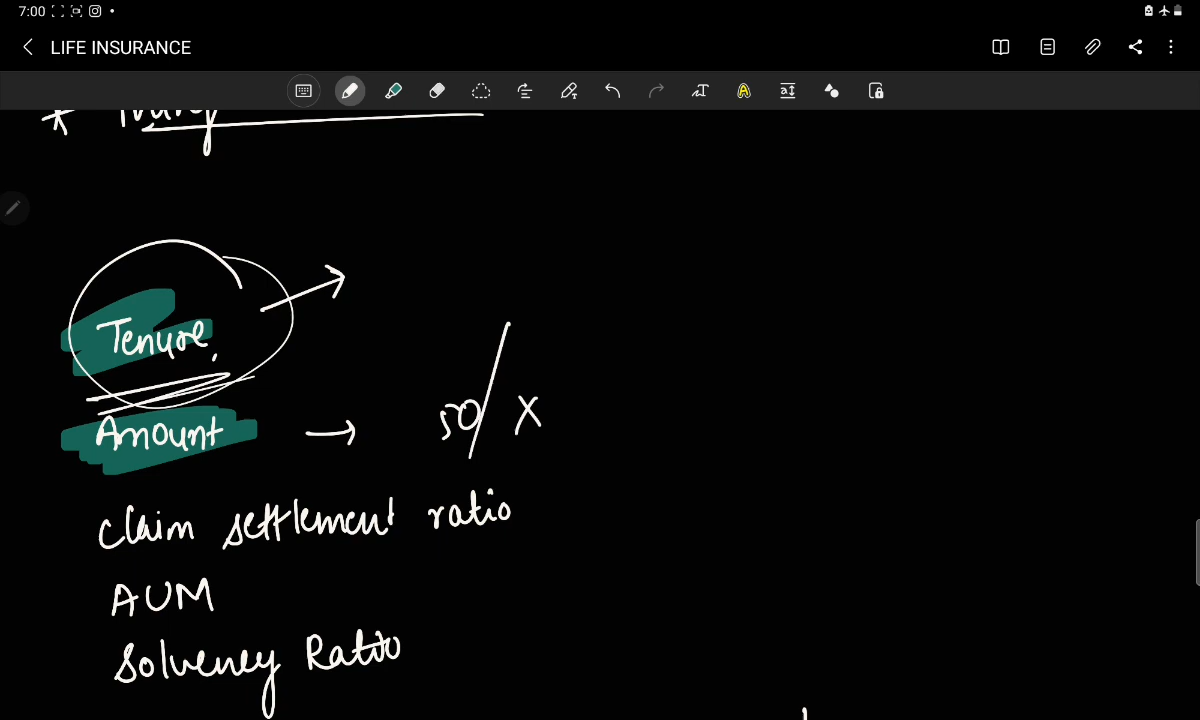 7:00
LIFE INSURANCE
Tenure
Amount → 50/X
Claim settlement ratio
AUM
Solvency Ratio